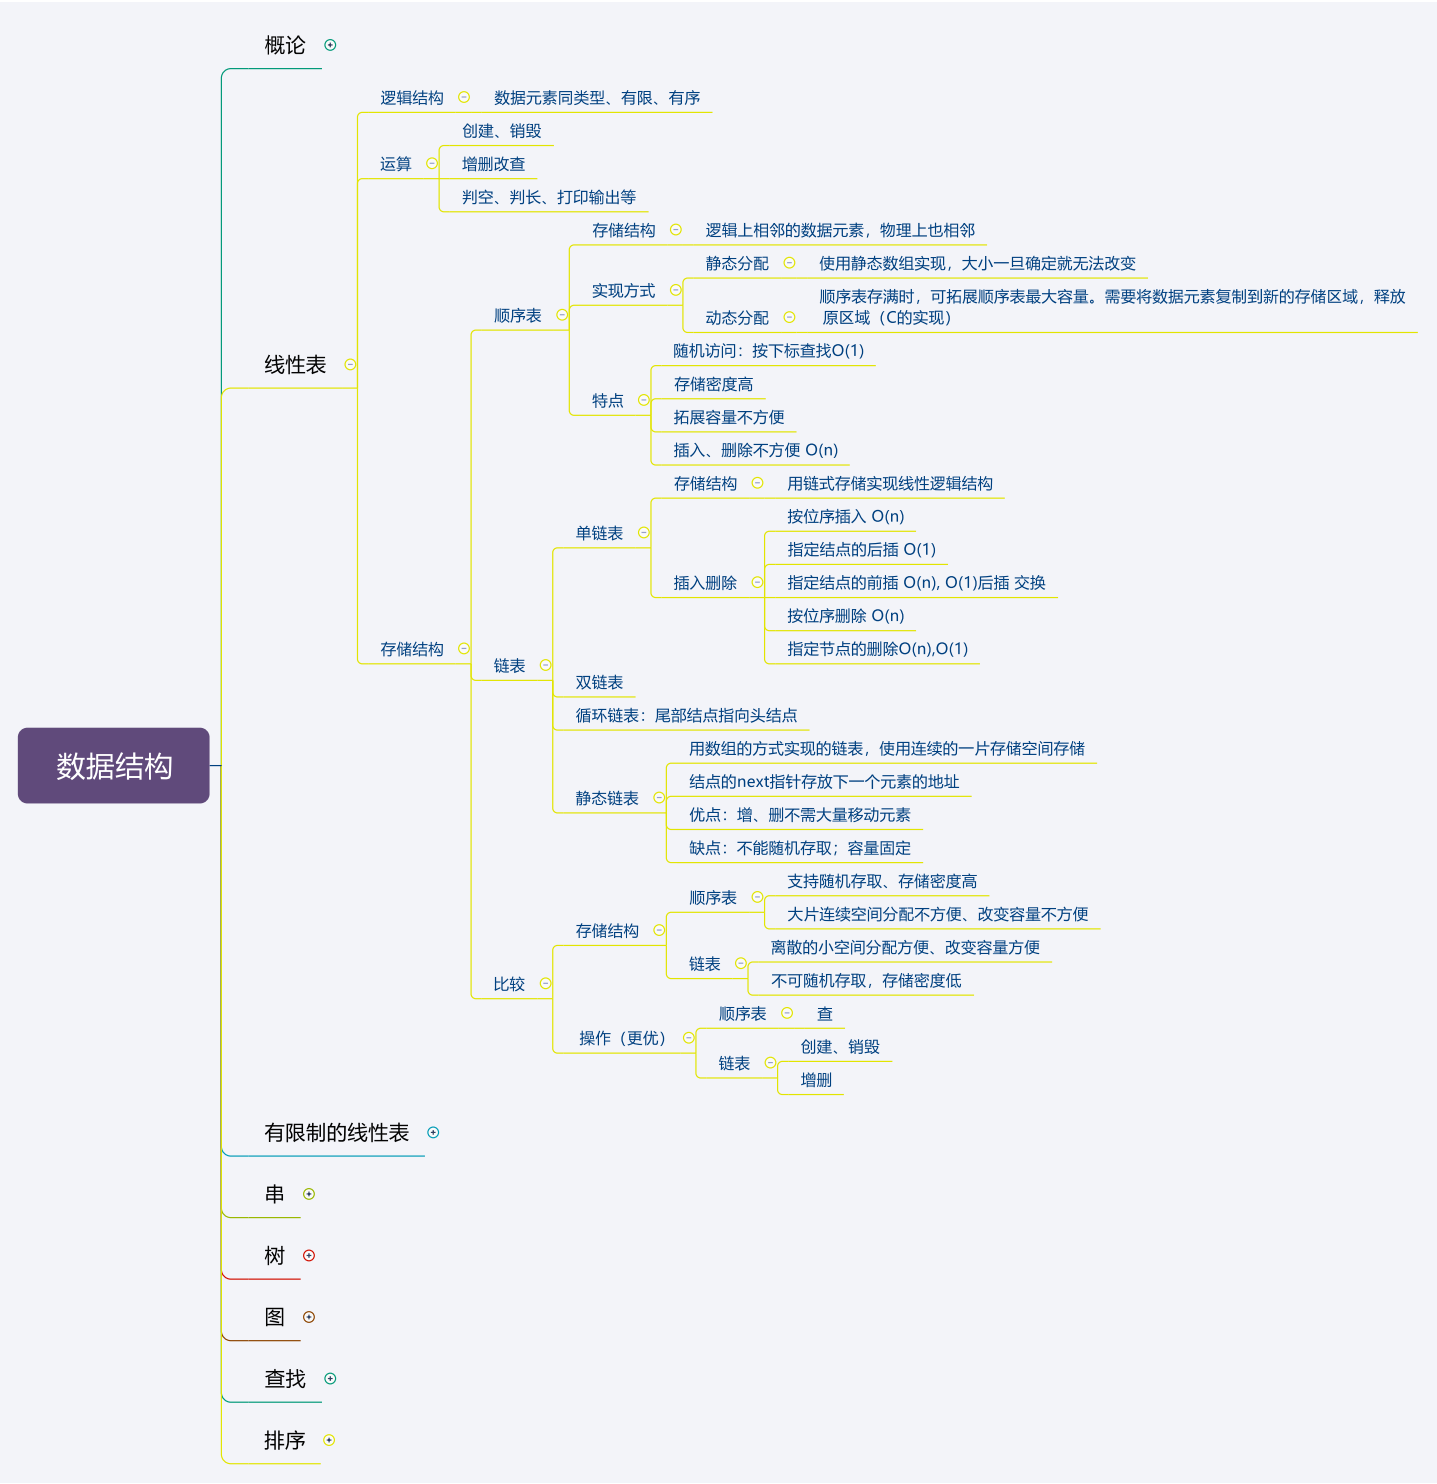 概论
逻辑结构
数据元素同类型、有限、有序
创建、销毁
运算
增删改查
判空、判长、打印输出等
存储结构
逻辑上相邻的数据元素，物理上也相邻
静态分配
使用静态数组实现，大小一旦确定就无法改变
实现方式
顺序表存满时，可拓展顺序表最大容量。需要将数据元素复制到新的存储区域，释放
原区域（C的实现）
动态分配
顺序表
随机访问：按下标查找O(1)
线性表
存储密度高
特点
拓展容量不方便
插入、删除不方便 O(n)
存储结构
用链式存储实现线性逻辑结构
按位序插入 O(n)
单链表
指定结点的后插 O(1)
插入删除
指定结点的前插 O(n), O(1)后插 交换
按位序删除 O(n)
存储结构
指定节点的删除O(n),O(1)
链表
双链表
循环链表：尾部结点指向头结点
用数组的方式实现的链表，使用连续的一片存储空间存储
数据结构
结点的next指针存放下一个元素的地址
静态链表
优点：增、删不需大量移动元素
缺点：不能随机存取；容量固定
支持随机存取、存储密度高
顺序表
大片连续空间分配不方便、改变容量不方便
存储结构
离散的小空间分配方便、改变容量方便
链表
不可随机存取，存储密度低
比较
顺序表
查
操作（更优）
创建、销毁
链表
增删
有限制的线性表
串
树
图
查找
排序